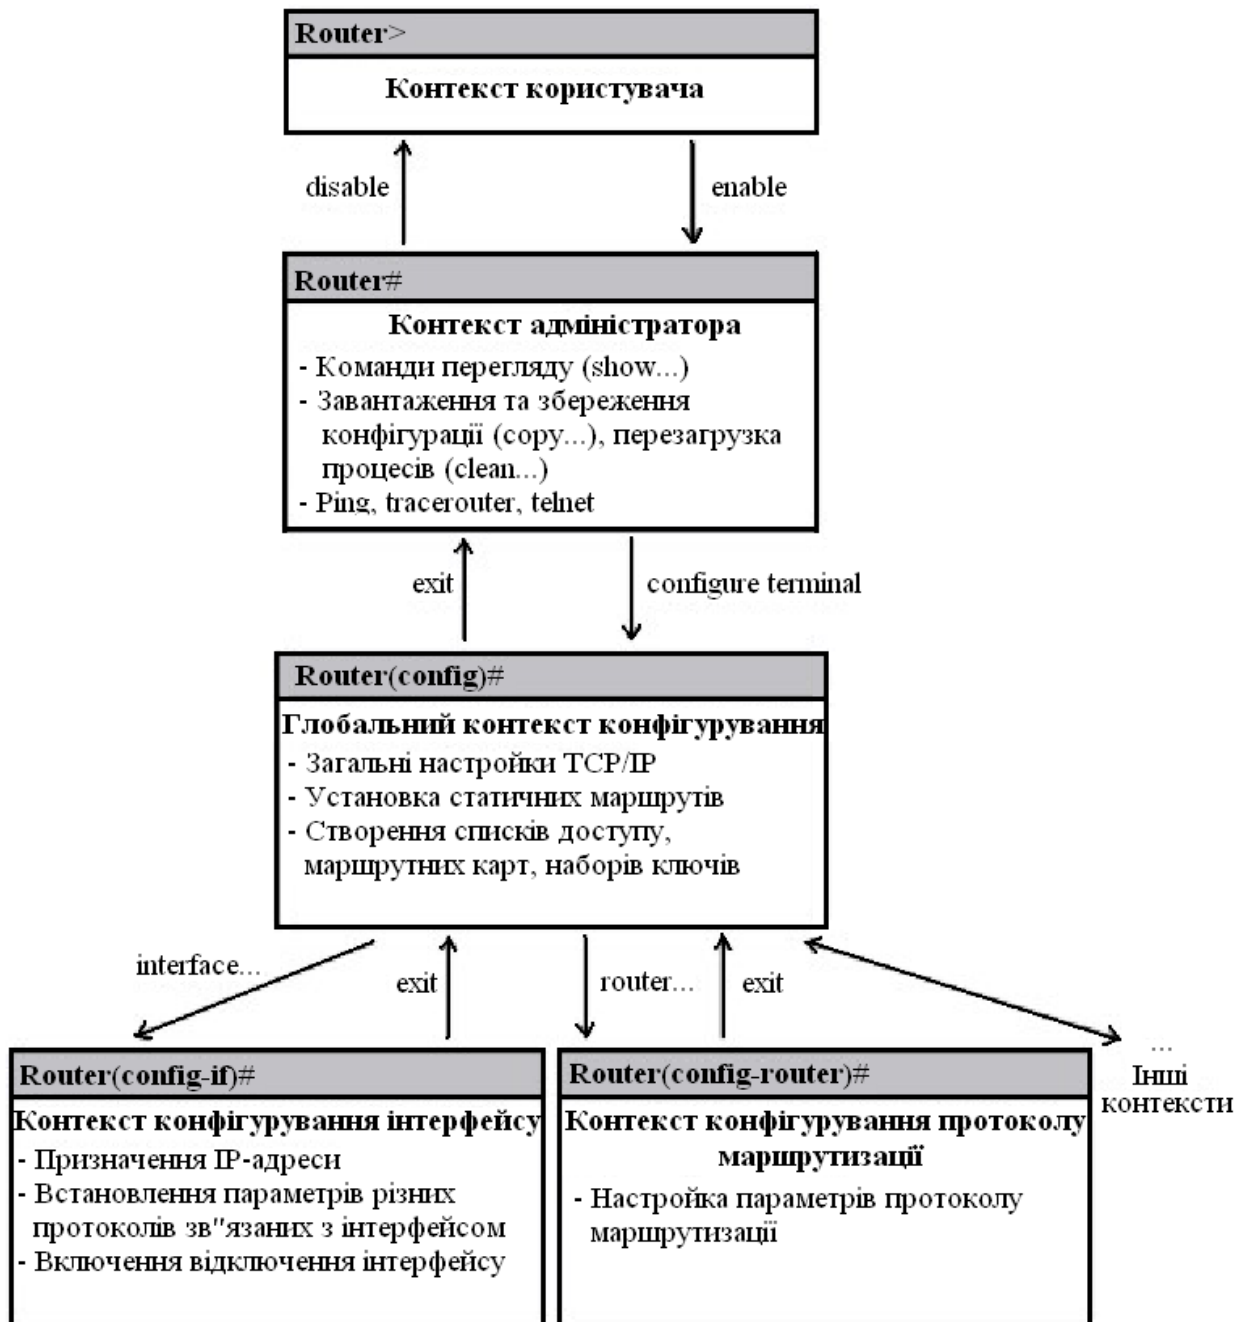 Router>
Контекст користувача
disable
enable
Router#
Контекст адміністратора
- Команди перегляду (show...)
- Завантаження та збереження
конфігурації (copy...), перезагрузка
процесів (clean...)
- Ping, tracerouter, telnet
exit
configure terminal
Router(config)#
Глобальний контекст конфігурування
- Загальні настройки TCP/IP
- Установка статичних маршрутів
- Створення списків доступу,
маршрутних карт, наборів ключів
interface...
exit
router...
exit
...
Інші
контексти
Router(config-if)#
Контекст конфігурування інтерфейсу
- Призначення IP-адреси
- Встановлення параметрів різних
протоколів зв"язаних з інтерфейсом
- Включення відключення інтерфейсу
Router(config-router)#
Контекст конфігурування протоколу
маршрутизації
- Настройка параметрів протоколу
маршрутизації